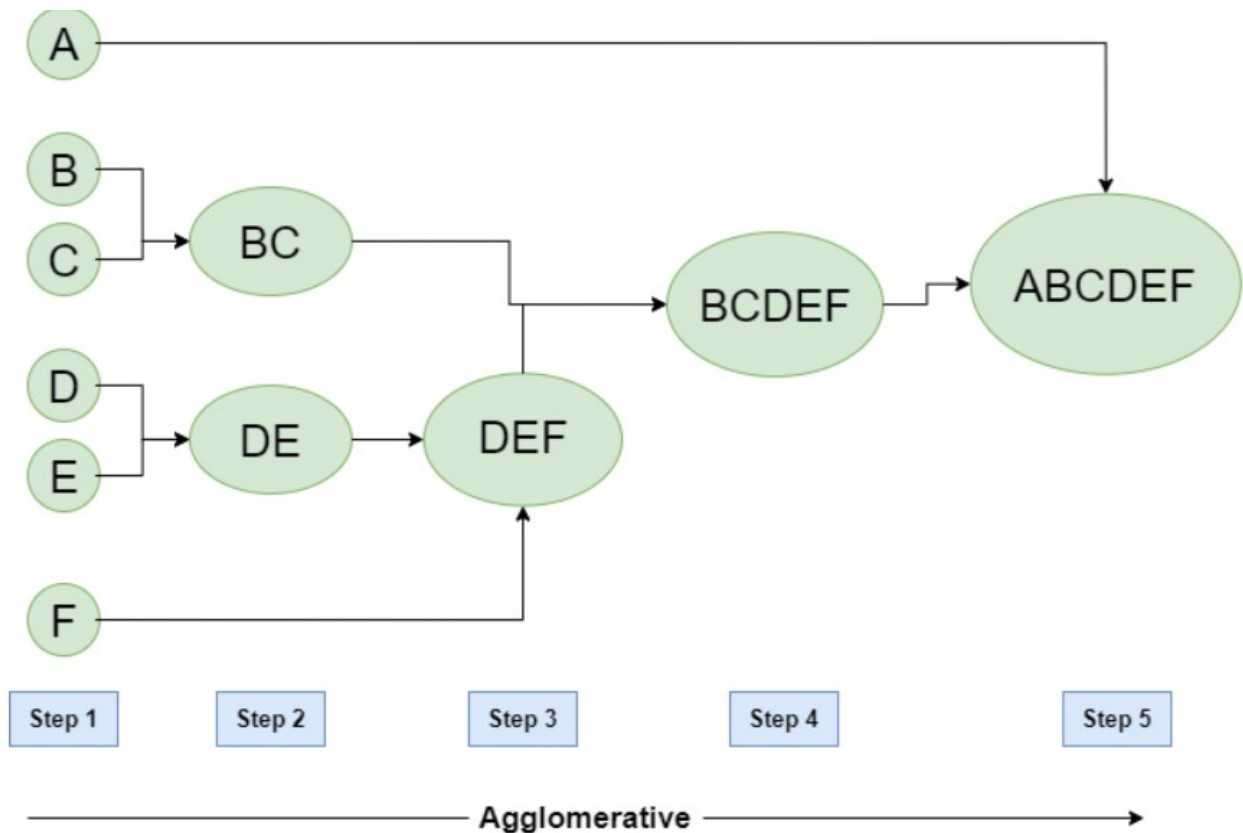 A
B
C
BC
BCDEF
ABCDEF
D
E
DE
DEF
F
Step 1
Step 2
Step 3
Step 4
Step 5
Agglomerative